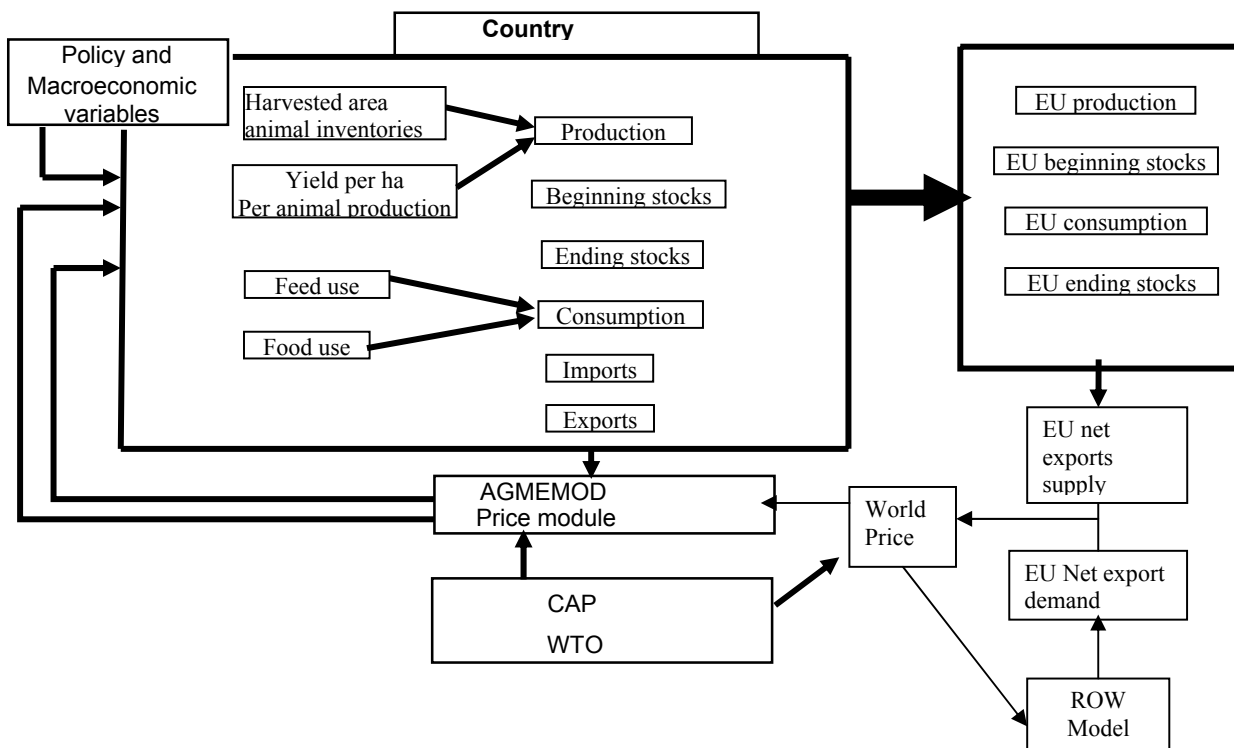 Country
Policy and
Macroeconomic
variables
Harvested area
animal inventories
Production
Yield per ha
Per animal production
Beginning stocks
Ending stocks
Feed use
Consumption
Food use
Imports
Exports
EU production
EU beginning stocks
EU consumption
EU ending stocks
EU net
exports
supply
AGMEMOD
Price module
World
Price
EU Net export
demand
CAP
WTO
ROW
Model